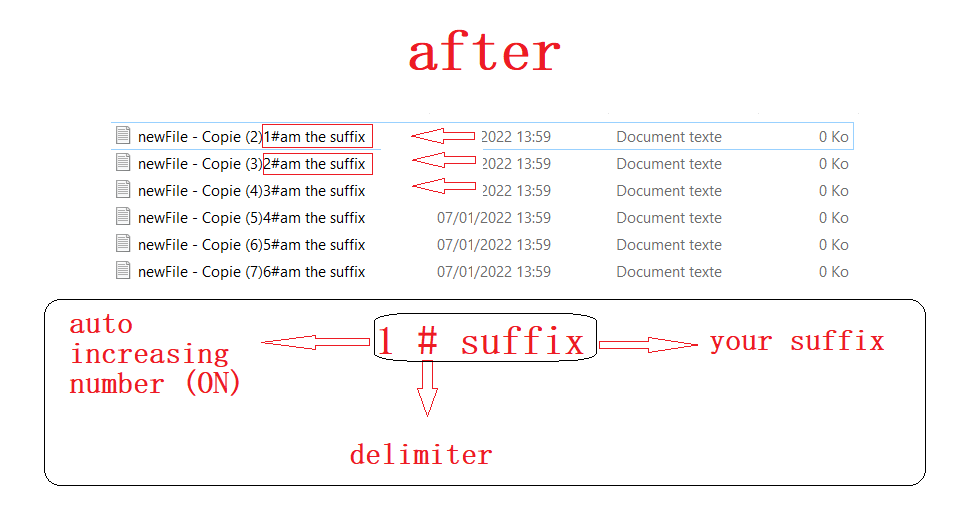 after
newFile - Copie (2)1#am the suffix 2022 13:59 Document texte 0 Ko
newFile - Copie (3)2#am the suffix 2022 13:59 Document texte 0 Ko
newFile - Copie (4)3#am the suffix 2022 13:59 Document texte 0 Ko
newFile - Copie (5)4#am the suffix 07/01/2022 13:59 Document texte 0 Ko
newFile - Copie (6)5#am the suffix 07/01/2022 13:59 Document texte 0 Ko
newFile - Copie (7)6#am the suffix 07/01/2022 13:59 Document texte 0 Ko
auto
increasing
number (ON)
1 # suffix
your suffix
delimiter